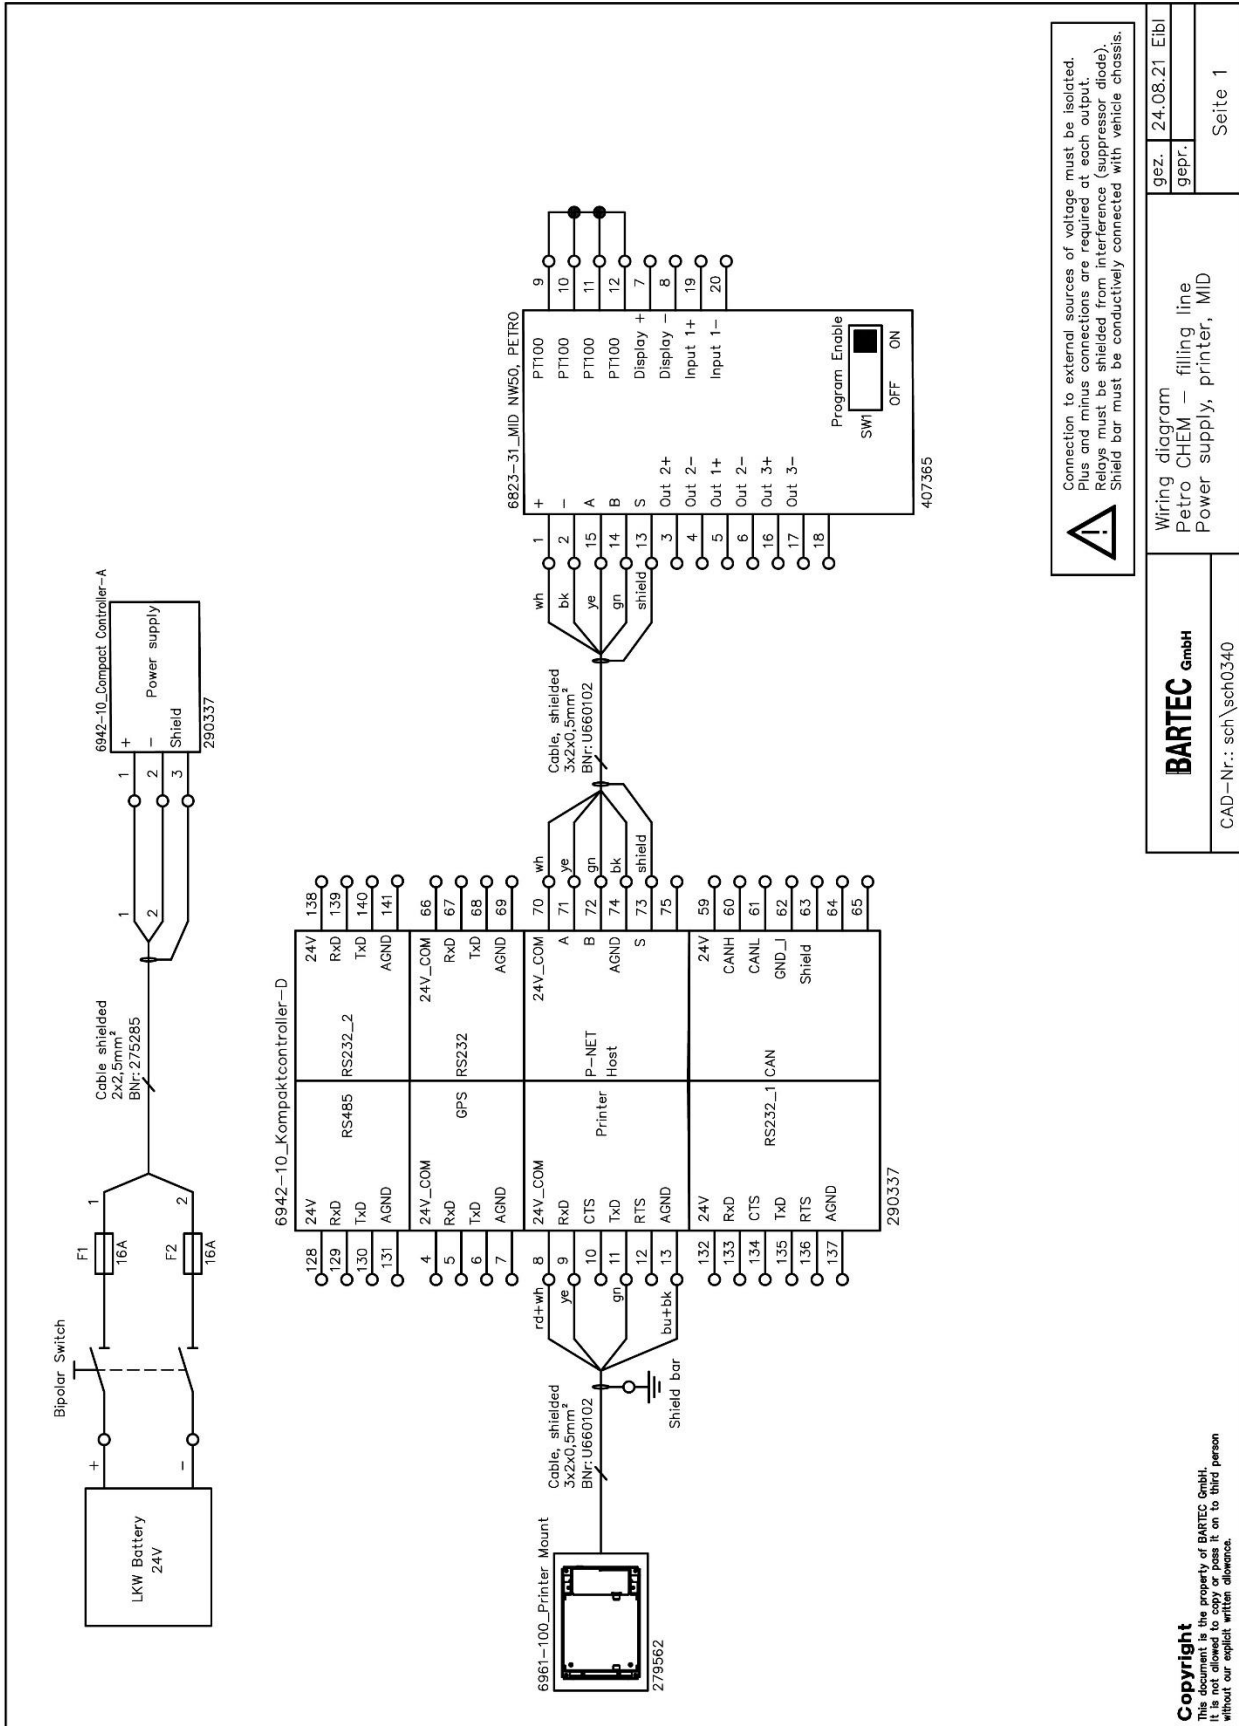 Bipolar Switch
LKW Battery
24V
+
-
F1
16A
F2
16A
1
2
Cable shielded
2x2,5mm²
BNr: 275285
1
2
6942-10_Compact Controller-A
1
+
2
-
Power supply
3
Shield
290337
6961-100_Printer Mount
279562
Cable, shielded
3x2x0,5mm²
BNr: U660102
Shield bar
rd+wh
ye
gn
bu+bk
6942-10_Kompaktcontroller-D
128 24V
129 RxD
130 TxD
131 AGND
RS485
4 24V_COM
5 RxD
6 TxD
7 AGND
GPS
8 24V_COM
9 RxD
10 CTS
11 TxD
12 RTS
13 AGND
Printer
132 24V
133 RxD
134 CTS
135 TxD
136 RTS
137 AGND
RS232_1
RS232_2
24V 138
RxD 139
TxD 140
AGND 141
RS232
24V_COM 66
RxD 67
TxD 68
AGND 69
P-NET
Host
24V_COM 70
A 71
B 72
AGND 74
S 73
75
CAN
24V 59
CANH 60
CANL 61
GND_I 62
Shield 63
64
65
290337
wh
ye
gn
bk
shield
Cable, shielded
3x2x0,5mm²
BNr: U660102
wh
bk
ye
gn
shield
6823-31_MID NW50, PETRO
1 +
2 -
15 A
14 B
13 S
3 Out 2+
4 Out 2-
5 Out 1+
6 Out 2-
16 Out 3+
17 Out 3-
18
PT100 9
PT100 10
PT100 11
PT100 12
Display + 7
Display - 8
Input 1+ 19
Input 1- 20
Program Enable
SW1
OFF ON
407365
Connection to external sources of voltage must be isolated.
Plus and minus connections are required at each output.
Relays must be shielded from interference (suppressor diode).
Shield bar must be conductively connected with vehicle chassis.
Copyright
This document is the property of BARTEC GmbH.
It is not allowed to copy or pass it on to third person
without our explicit written allowance.
BARTEC GmbH
CAD-Nr.: sch\sch0340
Wiring diagram
Petro CHEM - filling line
Power supply, printer, MID
gez. 24.08.21 Eibl
gepr.
Seite 1